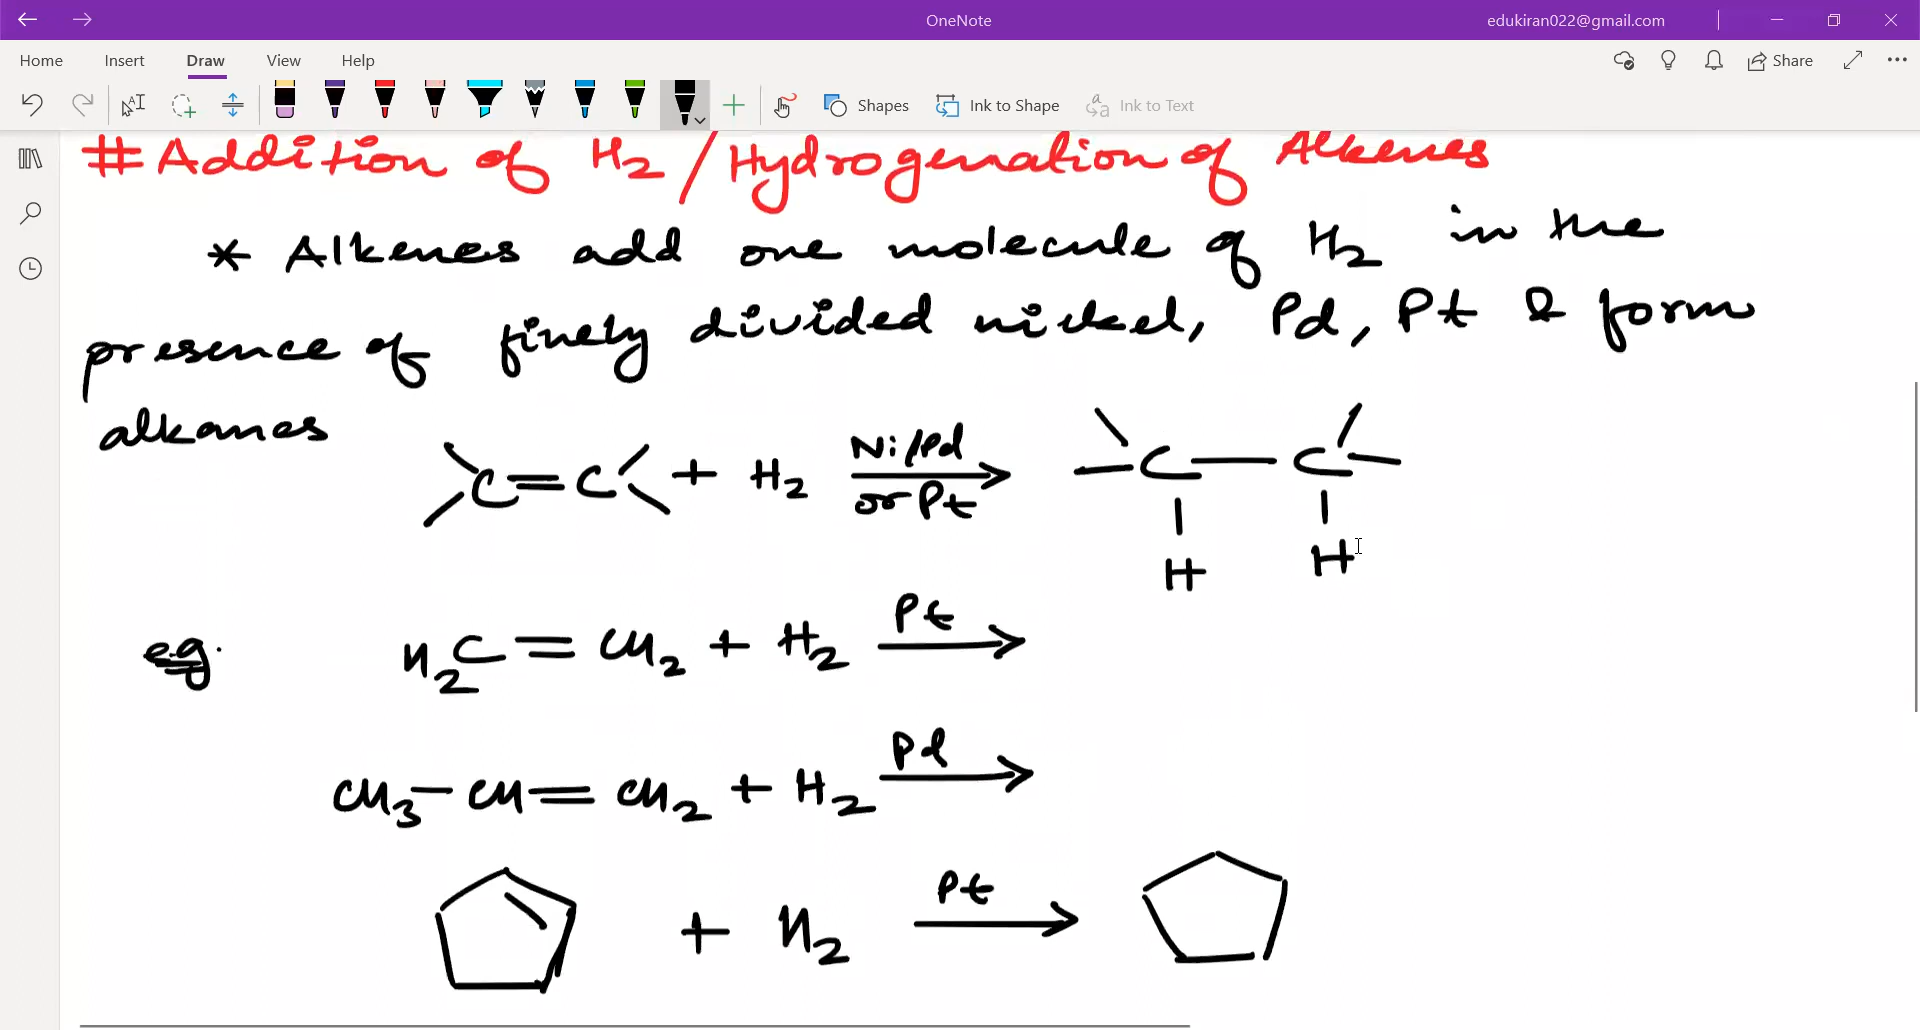 OneNote
edukiran022@gmail.com
Home Insert Draw View Help
Share
Shapes Ink to Shape Ink to Text
# Addition of H2 / Hydrogenation of Alkenes
* Alkenes add one molecule of H2 in the
presence of finely divided nickel, Pd, Pt & form
alkanes
C=C + H2 Ni/Pd or Pt C—C
H H
eg. H2C=CH2 + H2 Pt
CH3—CH=CH2 + H2 Pd
+ H2 Pt